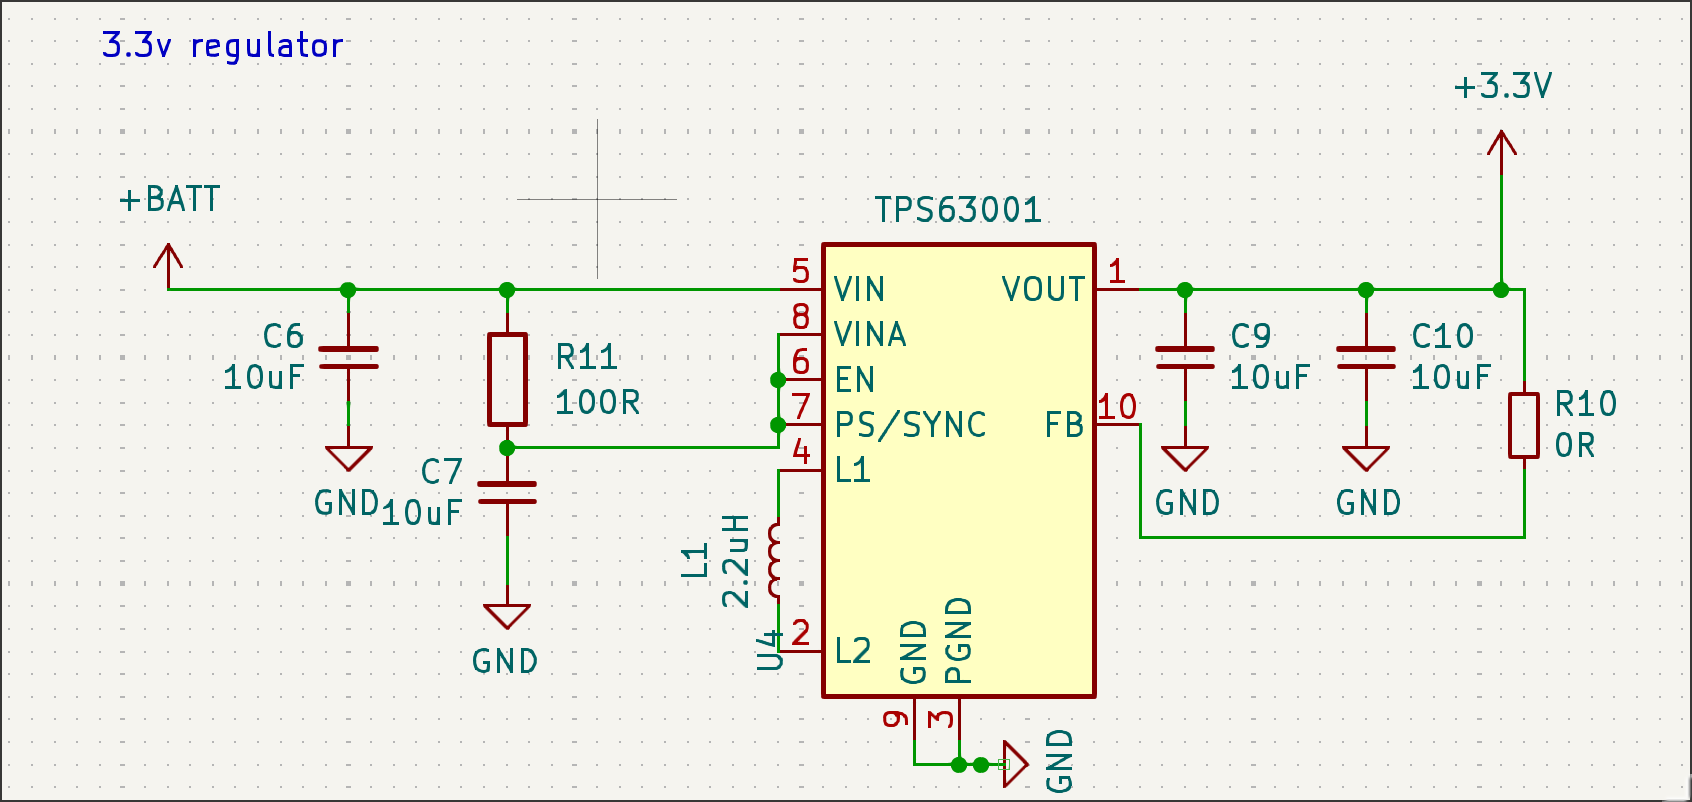 3.3v regulator
+3.3V
+BATT
TPS63001
5
VIN
VOUT
1
8
VINA
C6
10uF
R11
100R
6
EN
C9
10uF
C10
10uF
7
PS/SYNC
FB
10
R10
0R
4
L1
C7
10uF
GND
GND
GND
L1
2.2uH
U4
2
L2
GND
PGND
GND
9
3
GND